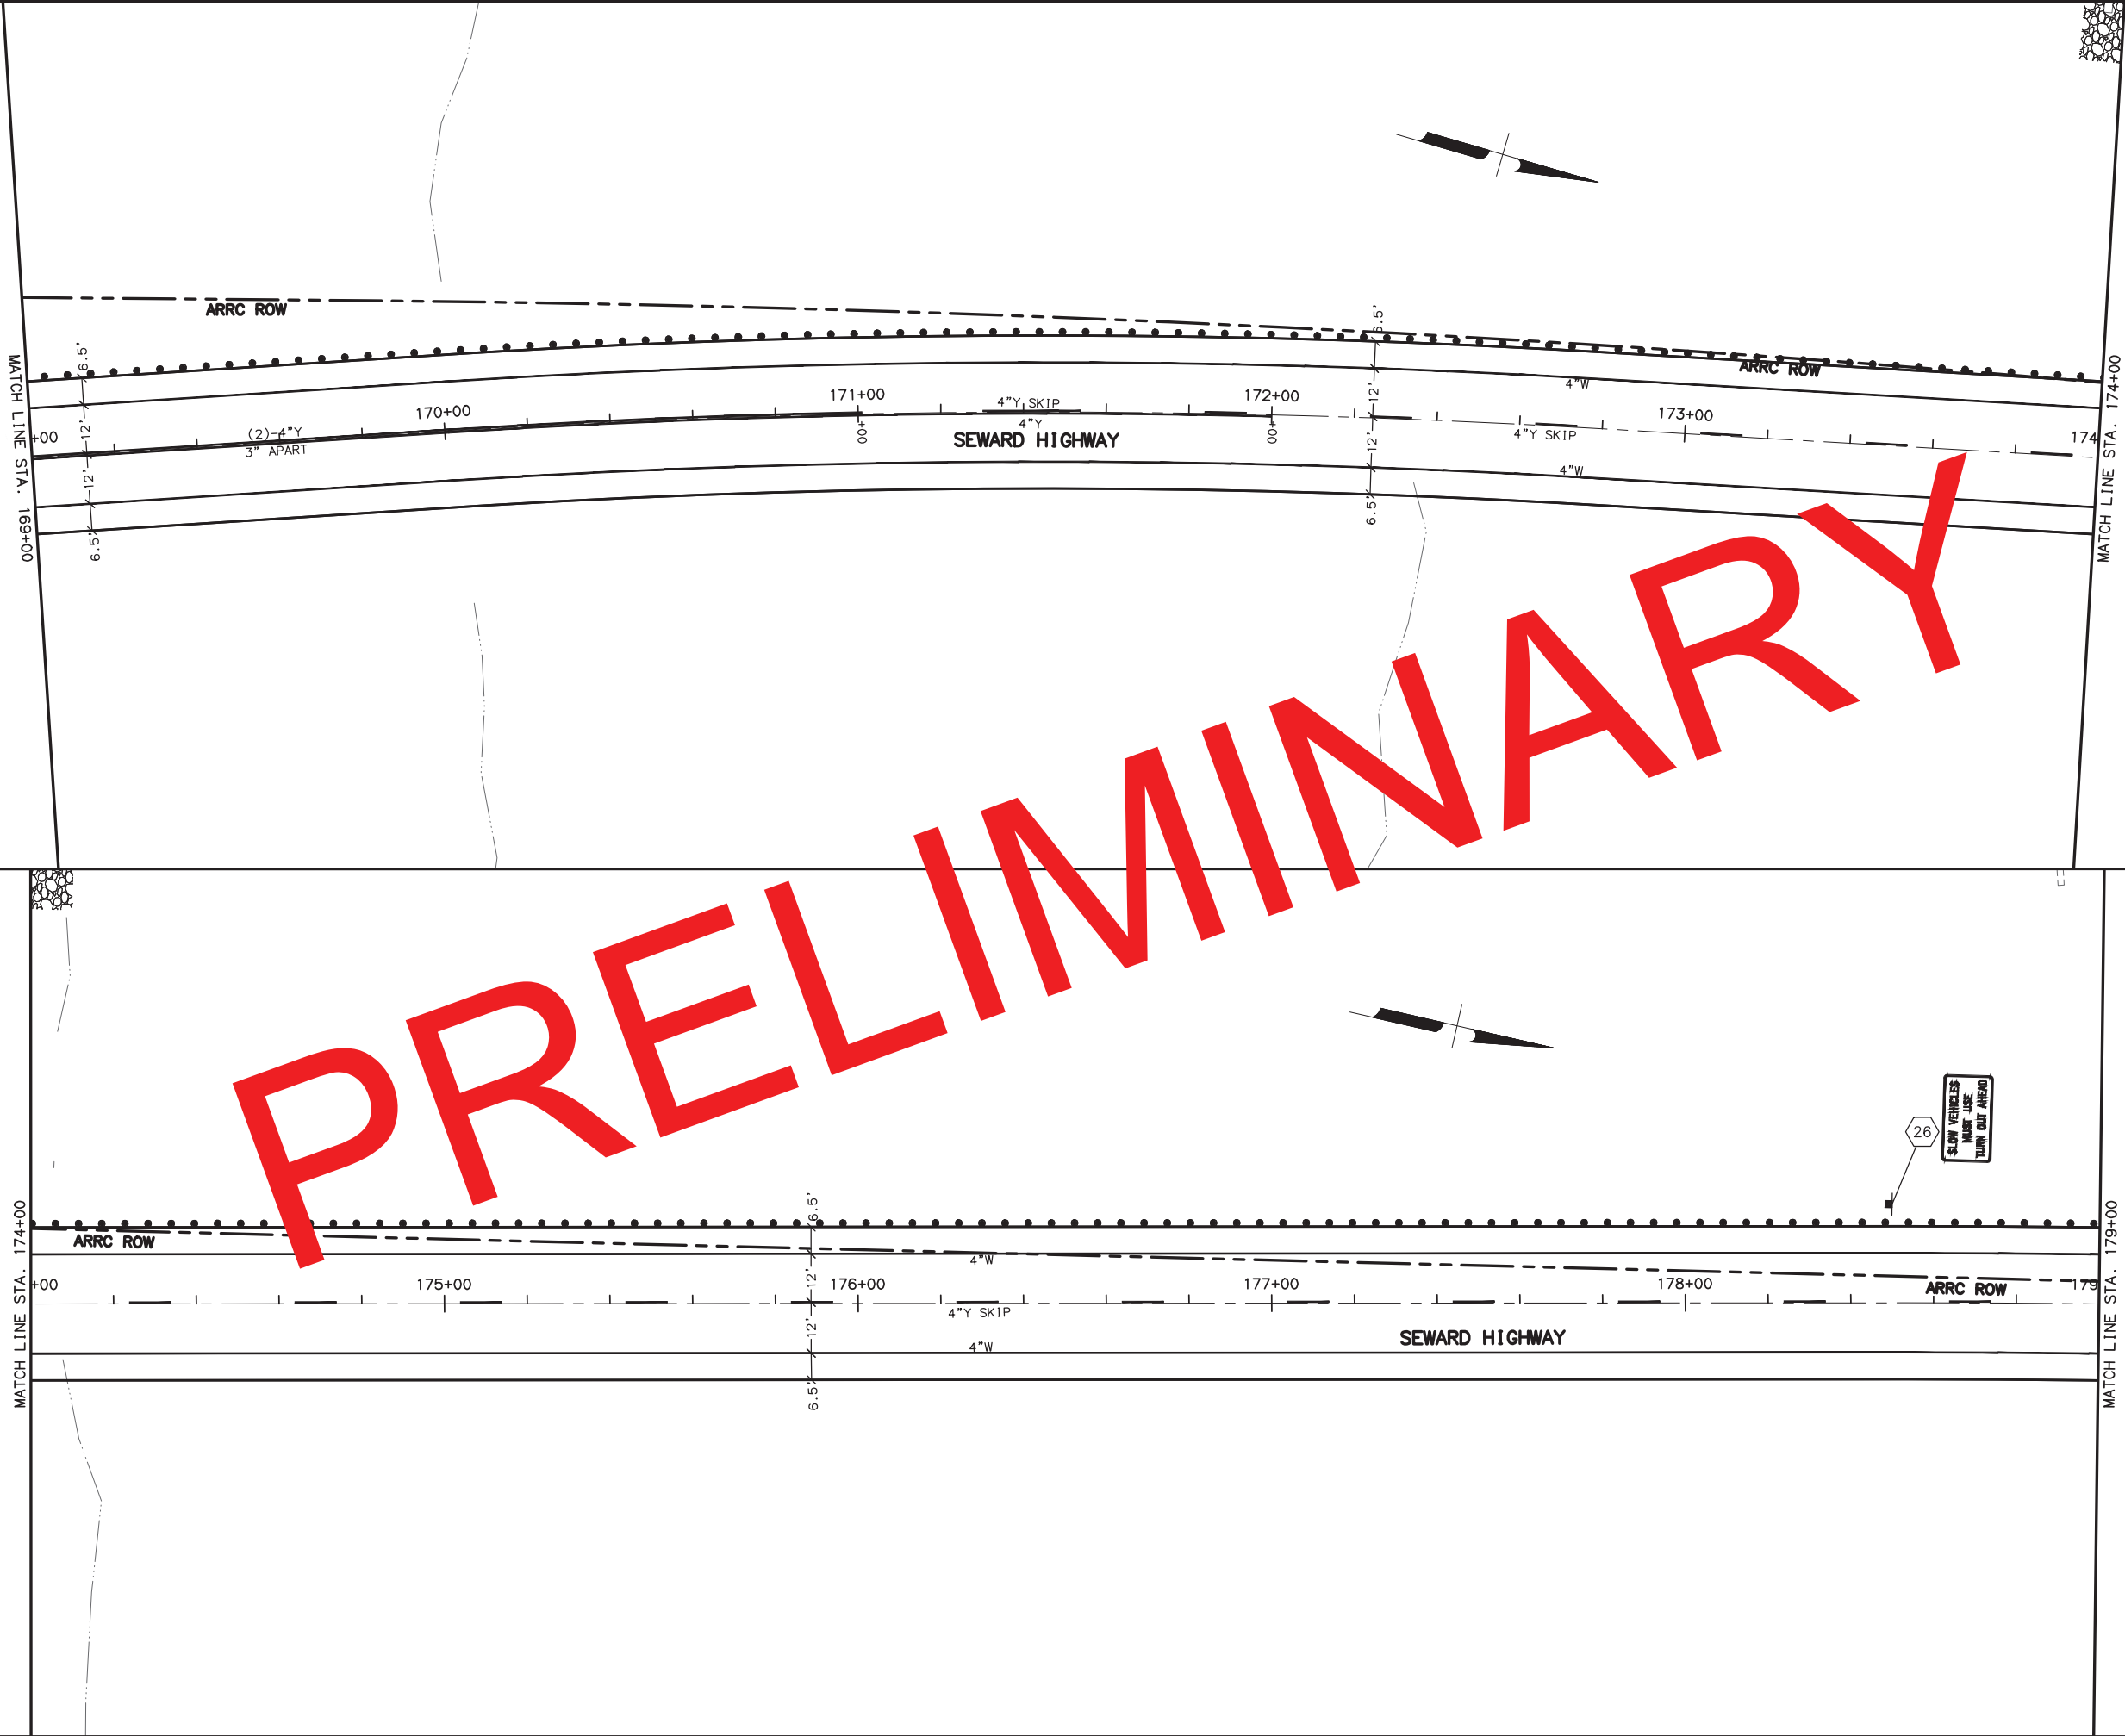 ARRC ROW
MATCH LINE STA. 169+00
6.5'
12'
12'
6.5'
+00
170+00
(2)-4"Y
3" APART
171+00
+00
4"Y SKIP
4"Y
SEWARD HIGHWAY
172+00
+00
6.5'
12'
12'
6.5'
4"W
4"Y SKIP
4"W
173+00
ARRC ROW
174
MATCH LINE STA. 174+00
PRELIMINARY
MATCH LINE STA. 174+00
ARRC ROW
+00
175+00
6.5'
12'
12'
6.5'
176+00
4"W
4"Y SKIP
4"W
177+00
SEWARD HIGHWAY
178+00
26
SLOW VEHICLES
MUST USE
TURN OUT AHEAD
ARRC ROW
179
MATCH LINE STA. 179+00